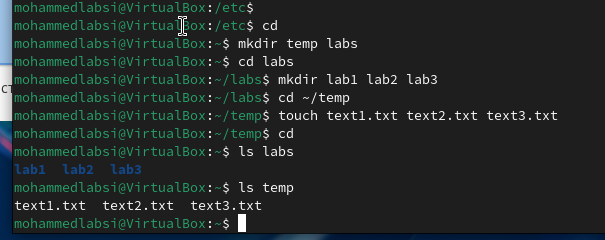 mohammedlabsi@VirtualBox:/etc$
mohammedlabsi@VirtualBox:/etc$ cd
mohammedlabsi@VirtualBox:~$ mkdir temp labs
mohammedlabsi@VirtualBox:~$ cd labs
mohammedlabsi@VirtualBox:~/labs$ mkdir lab1 lab2 lab3
mohammedlabsi@VirtualBox:~/labs$ cd ~/temp
mohammedlabsi@VirtualBox:~/temp$ touch text1.txt text2.txt text3.txt
mohammedlabsi@VirtualBox:~/temp$ cd
mohammedlabsi@VirtualBox:~$ ls labs
lab1  lab2  lab3
mohammedlabsi@VirtualBox:~$ ls temp
text1.txt  text2.txt  text3.txt
mohammedlabsi@VirtualBox:~$